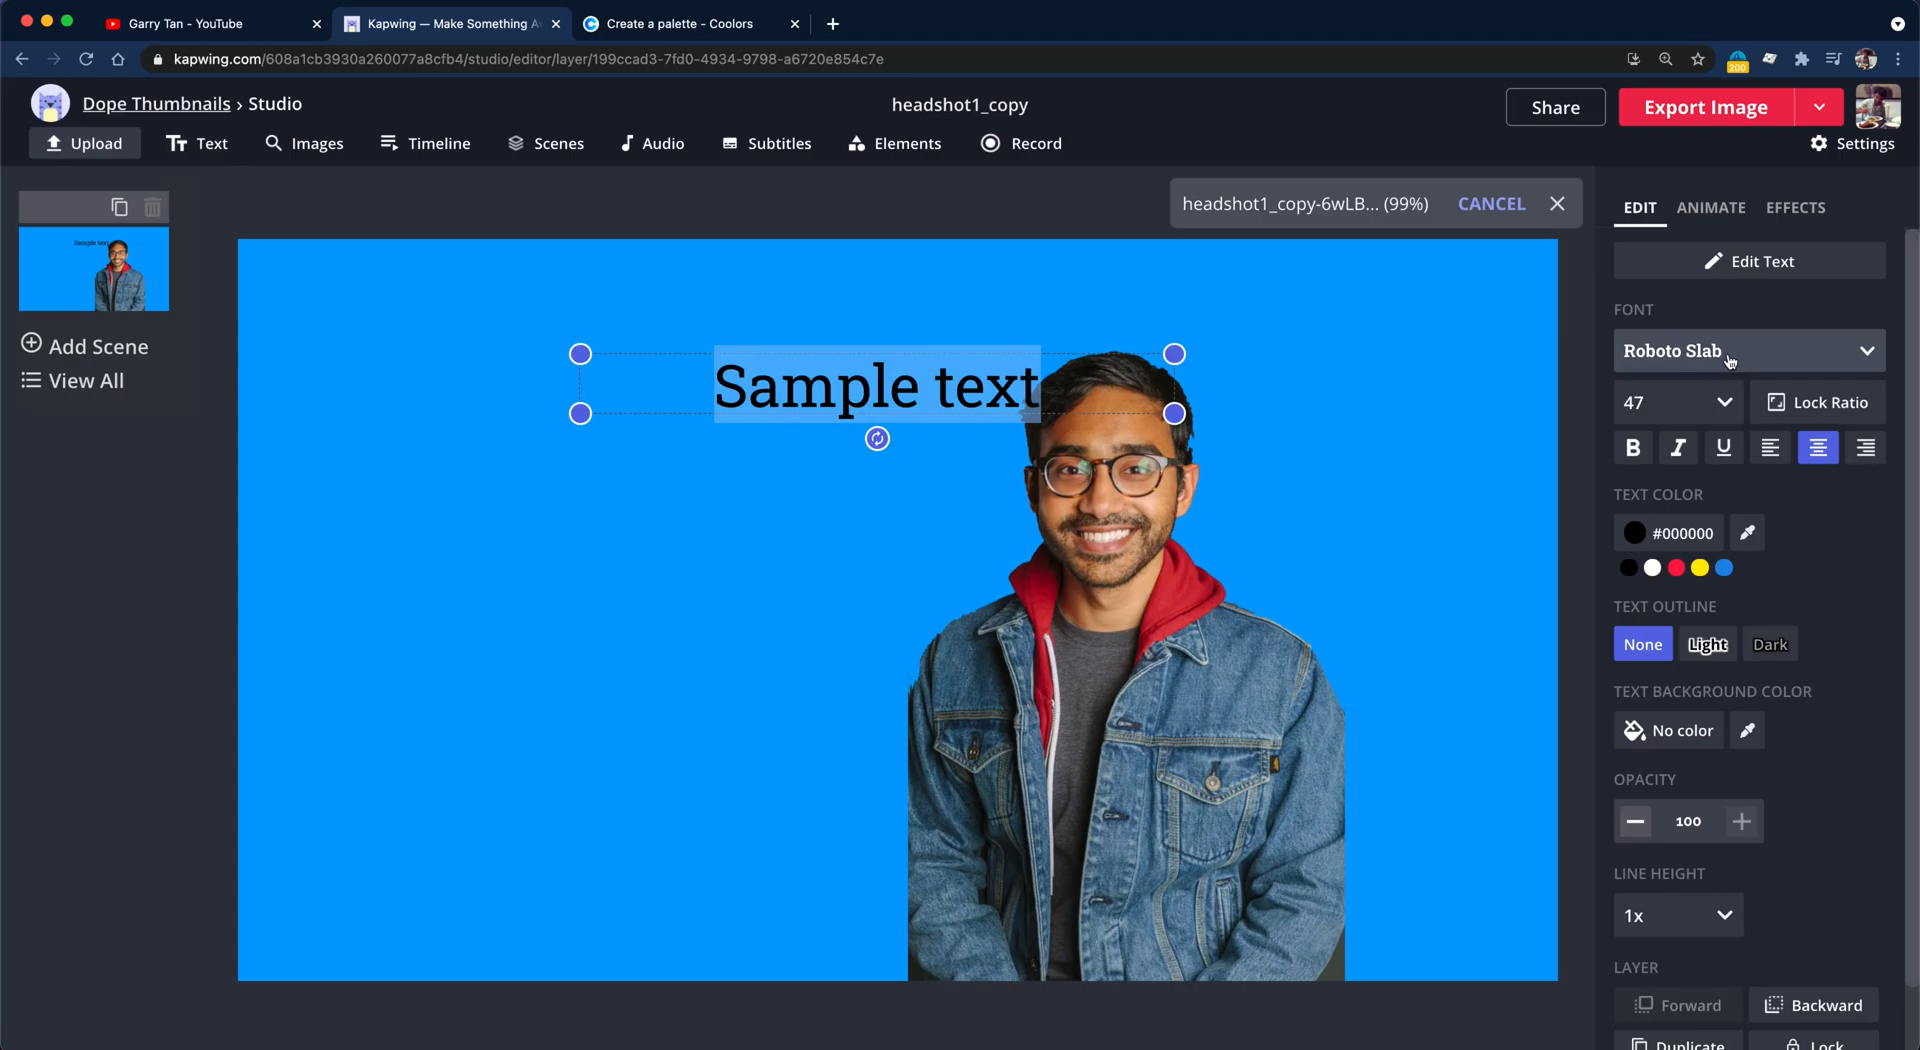 Garry Tan - YouTube
Kapwing — Make Something A
Create a palette - Coolors
kapwing.com/608a1cb3930a260077a8cfb4/studio/editor/layer/199ccad3-7fd0-4934-9798-a6720e854c7e
200
Dope Thumbnails › Studio
headshot1_copy
Share
Export Image
Upload
Text
Images
Timeline
Scenes
Audio
Subtitles
Elements
Record
Settings
headshot1_copy-6wLB... (99%)
CANCEL
EDIT
ANIMATE
EFFECTS
Sample text
Add Scene
View All
Sample text
Edit Text
FONT
Roboto Slab
47
Lock Ratio
B I U
TEXT COLOR
#000000
TEXT OUTLINE
None
Light
Dark
TEXT BACKGROUND COLOR
No color
OPACITY
100
LINE HEIGHT
1x
LAYER
Forward
Backward
Duplicate
Lock